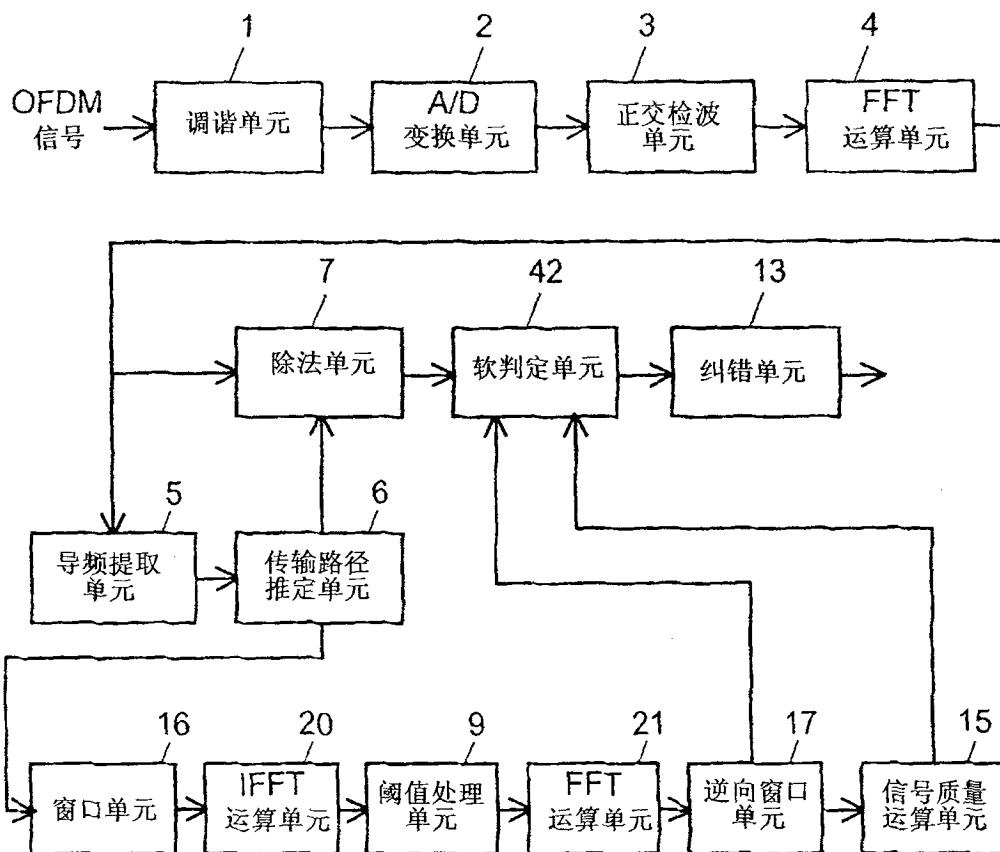 1
2
3
4
OFDM
信号
调谐单元
A/D
变换单元
正交检波
单元
FFT
运算单元
7
42
13
除法单元
软判定单元
纠错单元
5
6
导频提取
单元
传输路径
推定单元
16
20
9
21
17
15
窗口单元
IFFT
运算单元
阈值处理
单元
FFT
运算单元
逆向窗口
单元
信号质量
运算单元